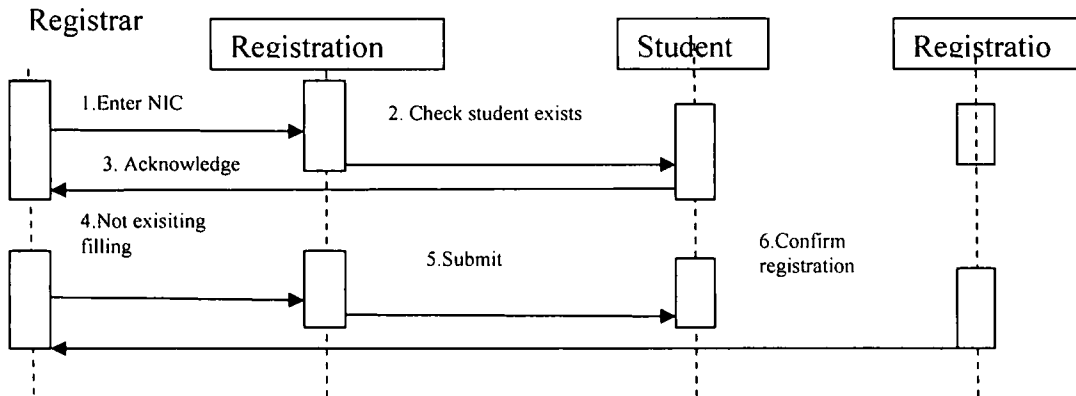 Registrar
Registration
Student
Registratio
1.Enter NIC
2. Check student exists
3. Acknowledge
4.Not exisiting
filling
5.Submit
6.Confirm
registration